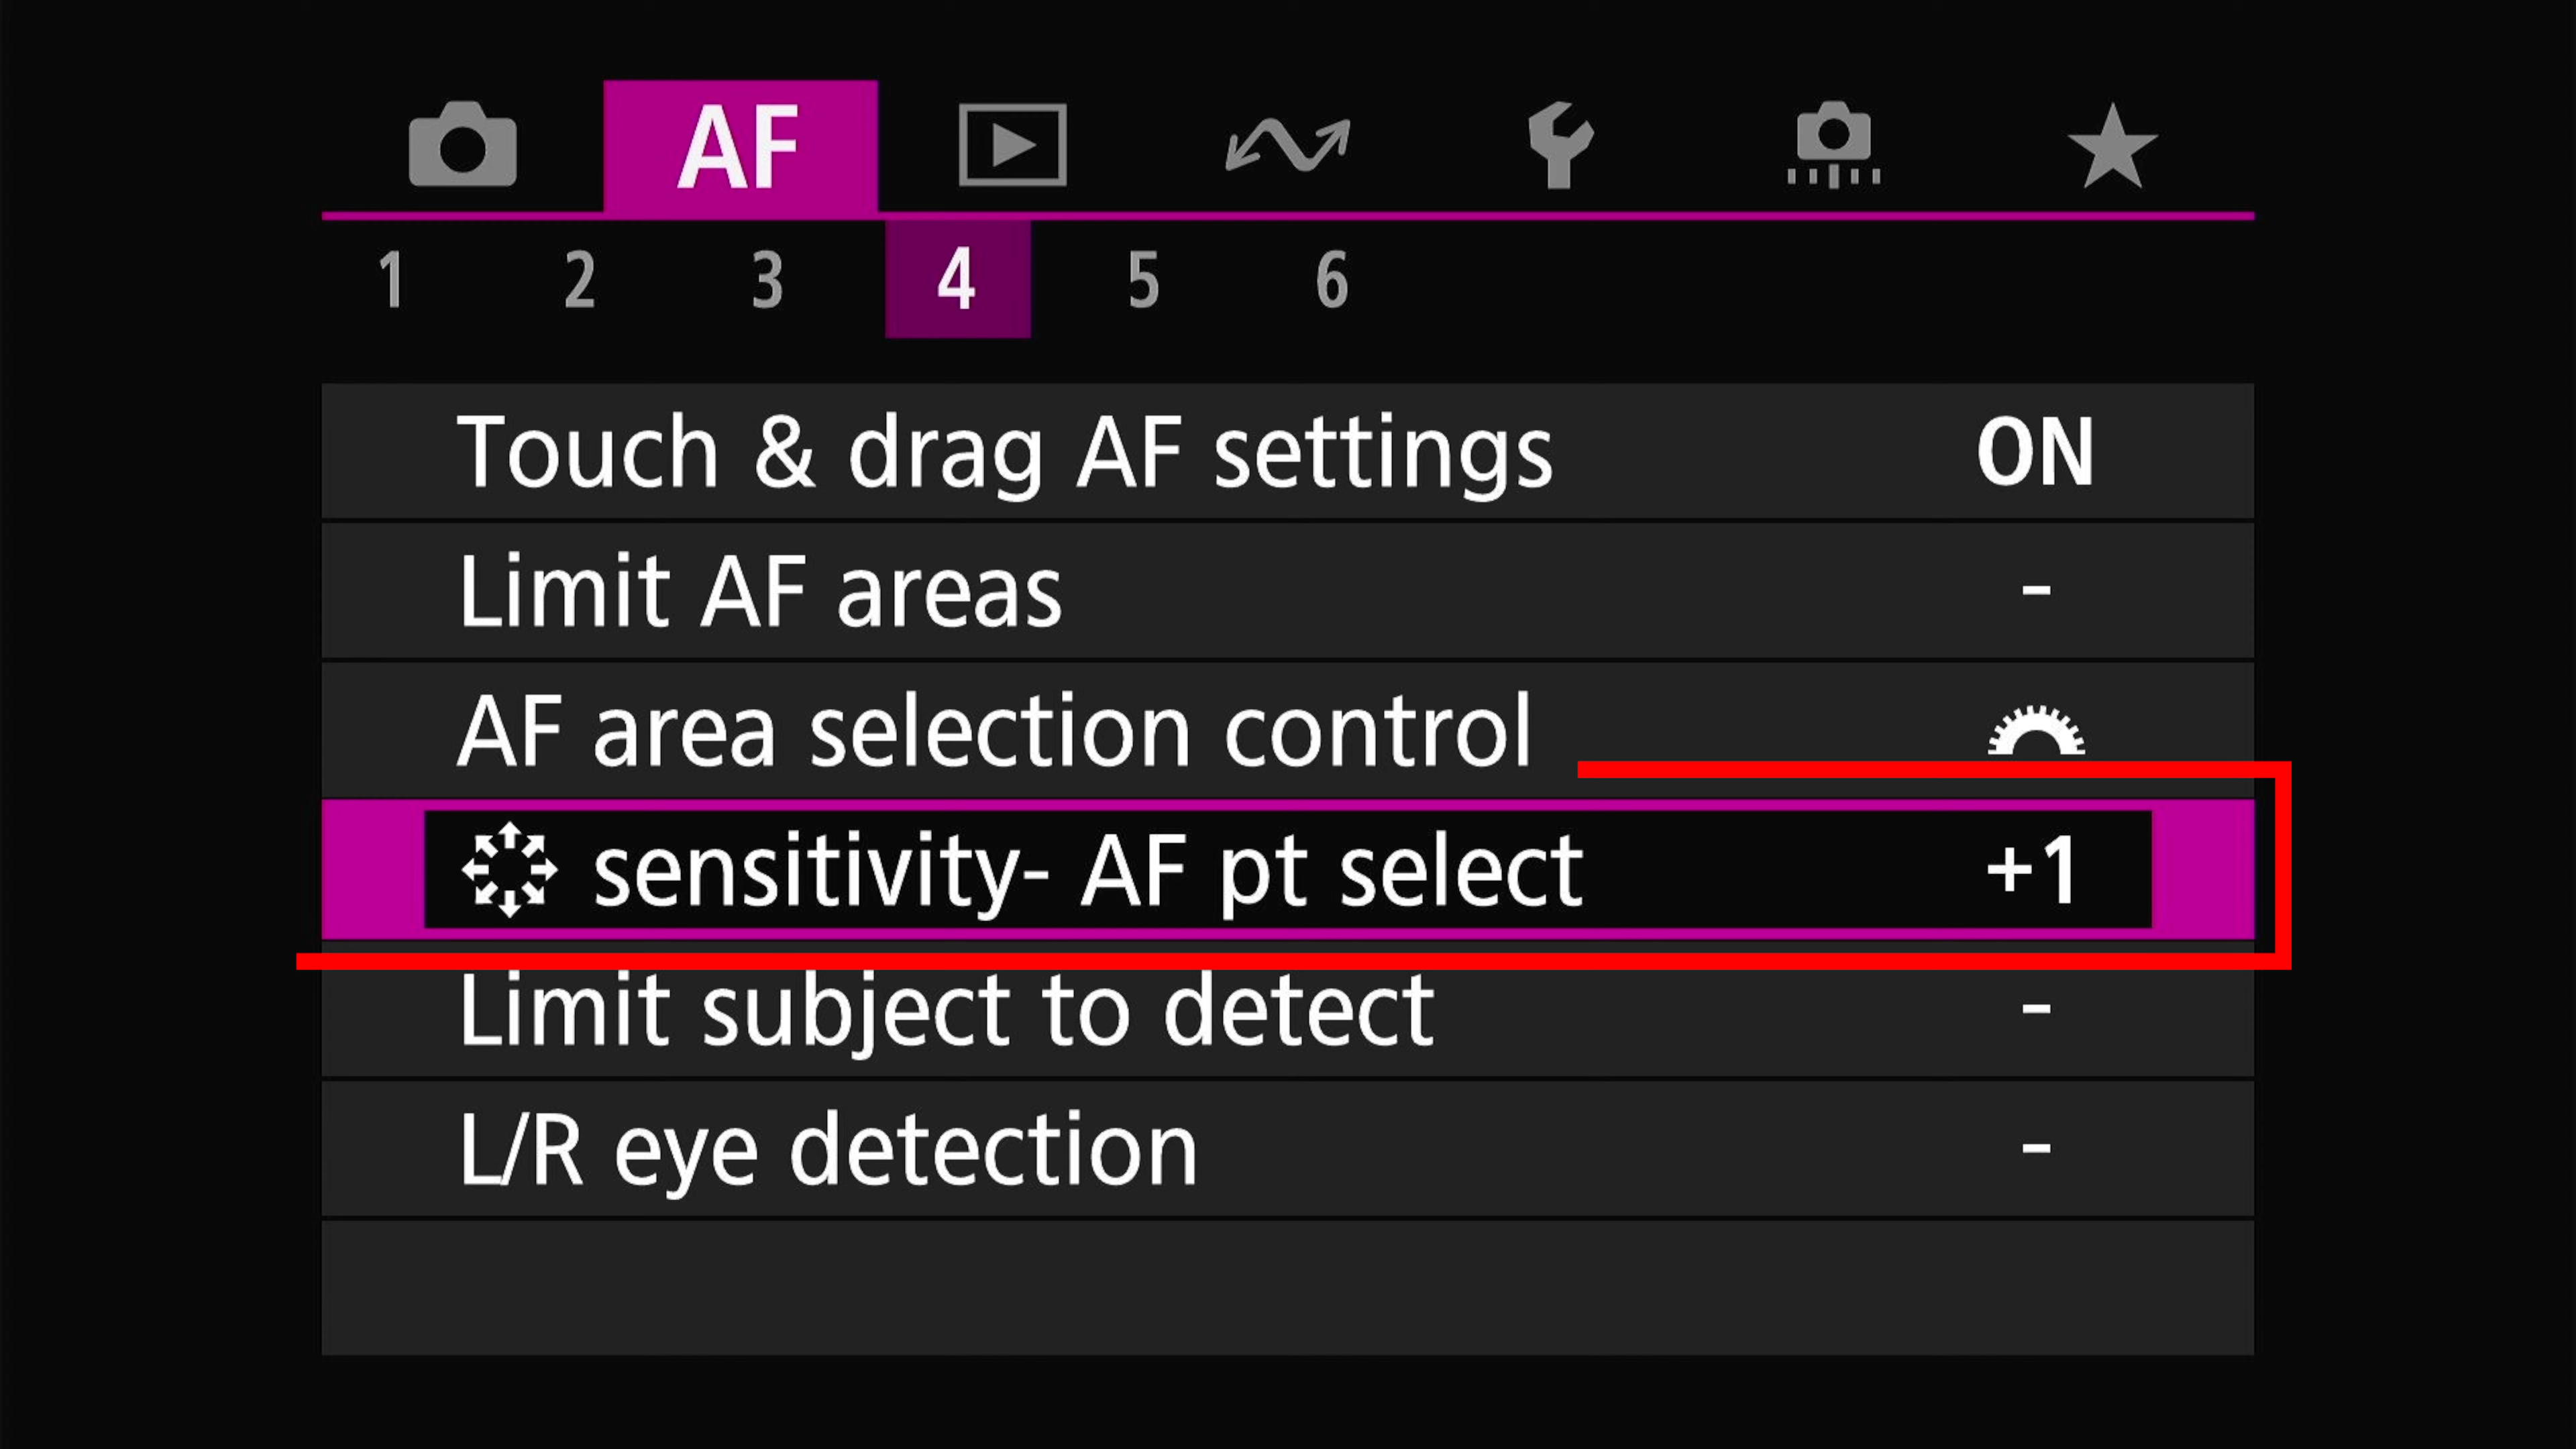 AF
1 2 3 4 5 6
Touch & drag AF settings ON
Limit AF areas -
AF area selection control
sensitivity- AF pt select +1
Limit subject to detect -
L/R eye detection -